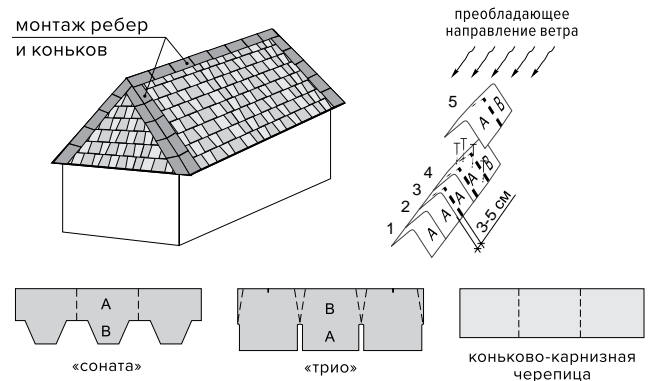 монтаж ребер
и коньков
преобладающее
направление ветра
5
A B
4
3
2
1
A A A A B
3-5 см
A
B
«соната»
B
A
«трио»
коньково-карнизная
черепица